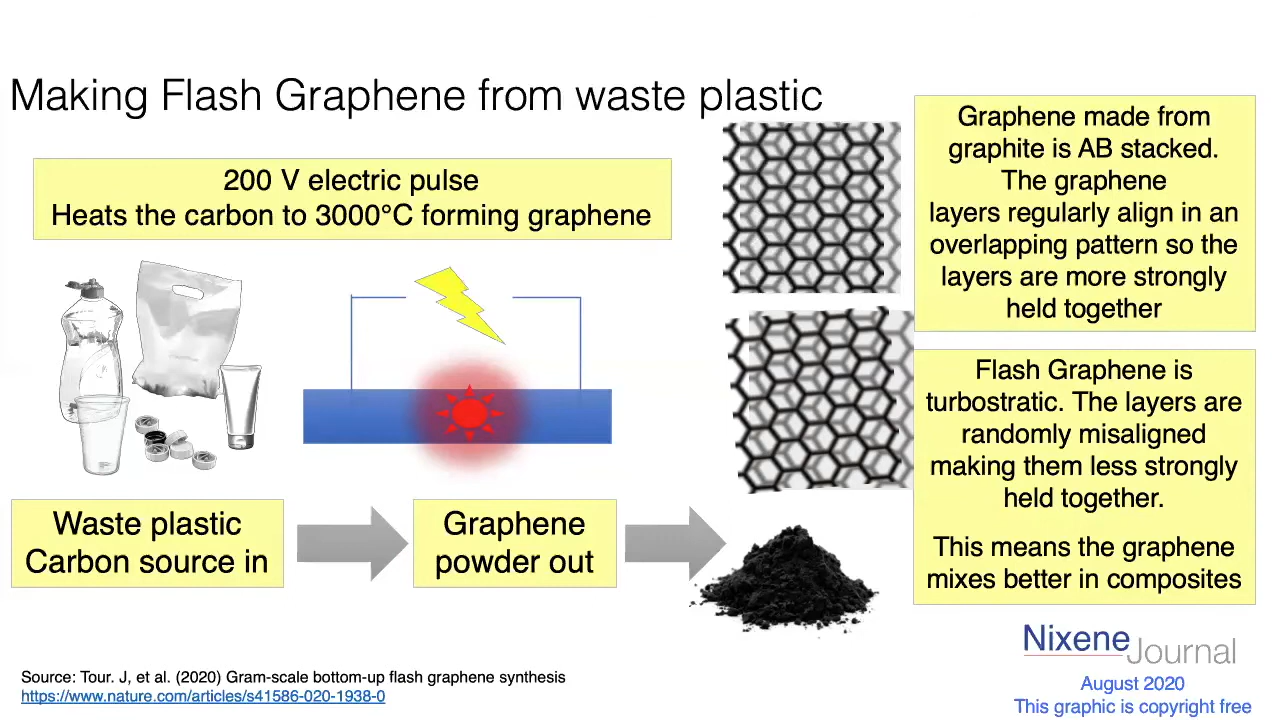 Making Flash Graphene from waste plastic
200 V electric pulse
Heats the carbon to 3000°C forming graphene
Waste plastic
Carbon source in
Graphene
powder out
Graphene made from
graphite is AB stacked.
The graphene
layers regularly align in an
overlapping pattern so the
layers are more strongly
held together
Flash Graphene is
turbostratic. The layers are
randomly misaligned
making them less strongly
held together.
This means the graphene
mixes better in composites
Nixene Journal
August 2020
This graphic is copyright free
Source: Tour. J, et al. (2020) Gram-scale bottom-up flash graphene synthesis
https://www.nature.com/articles/s41586-020-1938-0